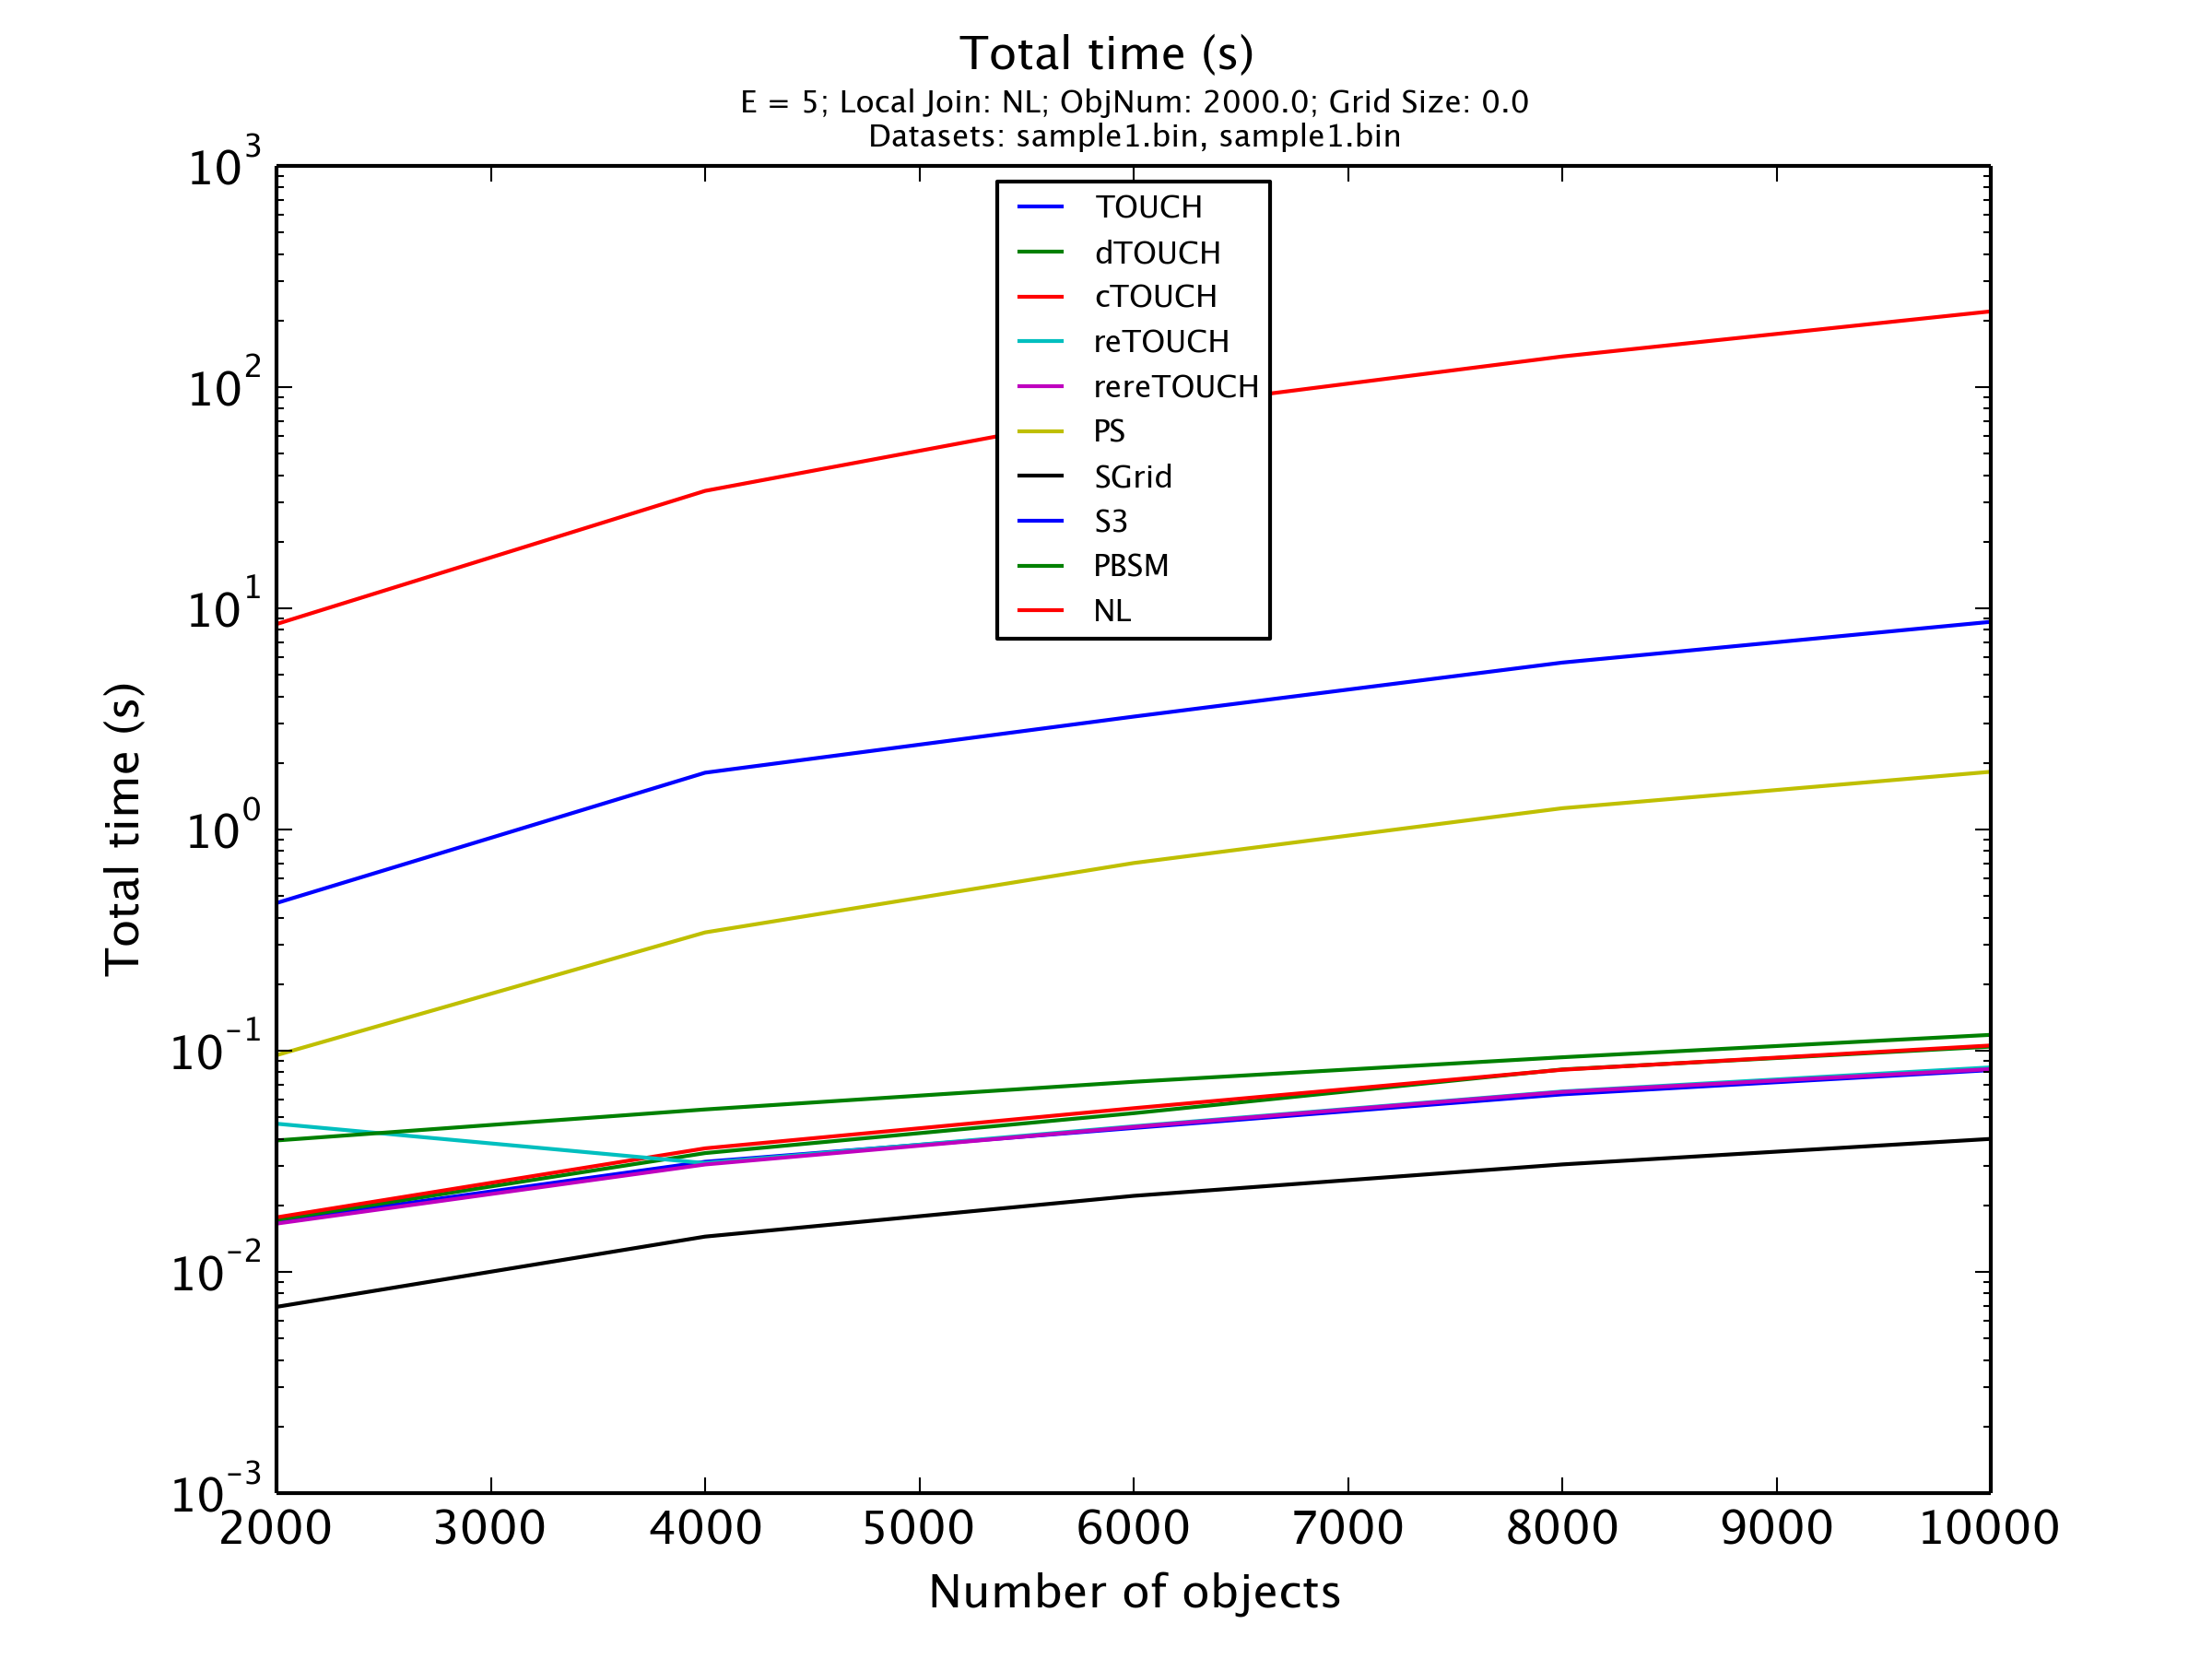 Total time (s)
E = 5; Local Join: NL; ObjNum: 2000.0; Grid Size: 0.0
Datasets: sample1.bin, sample1.bin
10^3
10^2
10^1
10^0
10^-1
10^-2
10^-3
Total time (s)
TOUCH
dTOUCH
cTOUCH
reTOUCH
rereTOUCH
PS
SGrid
S3
PBSM
NL
2000 3000 4000 5000 6000 7000 8000 9000 10000
Number of objects